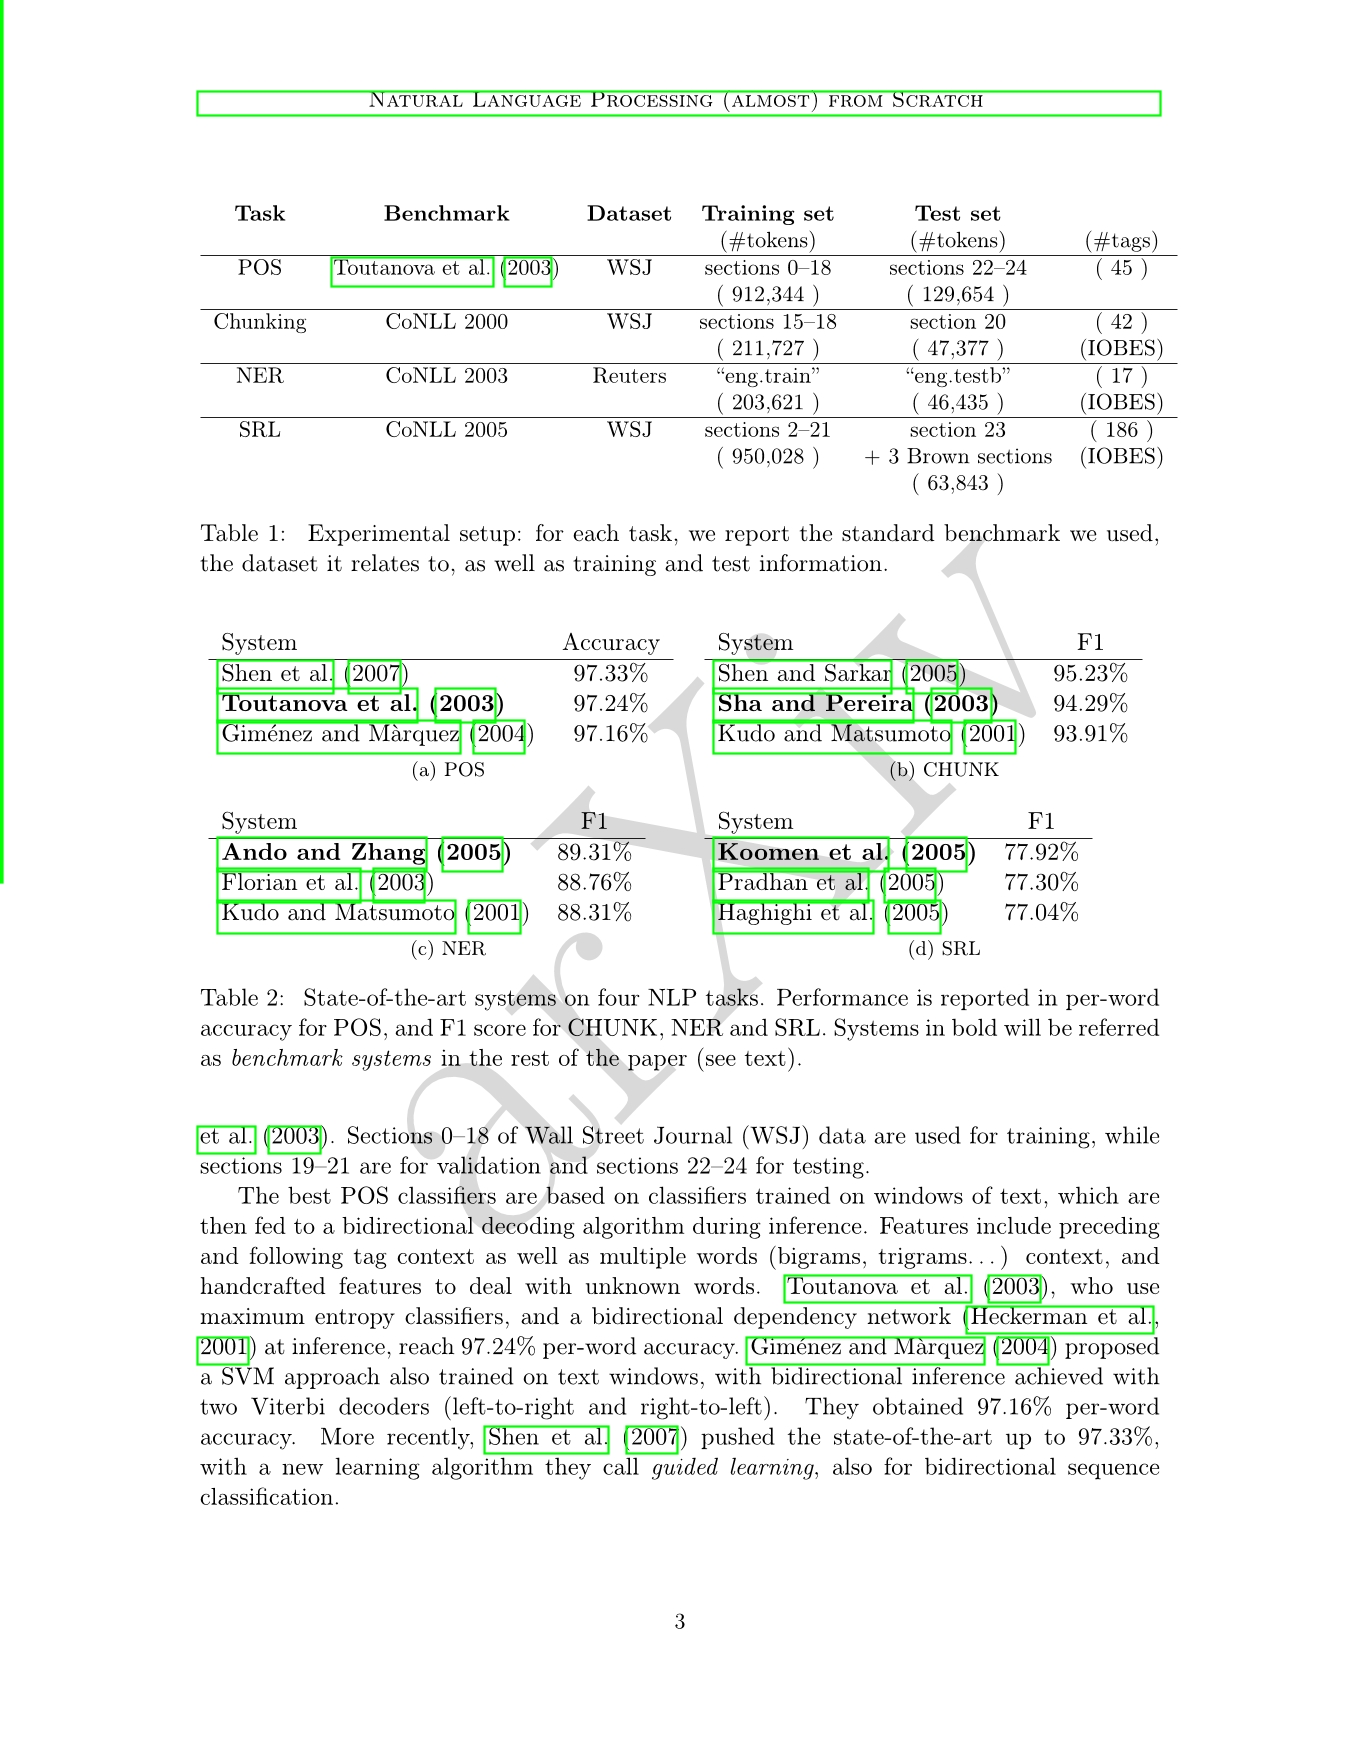 NATURAL LANGUAGE PROCESSING (ALMOST) FROM SCRATCH
Task Benchmark Dataset Training set Test set
(#tokens) (#tokens) (#tags)
POS Toutanova et al. (2003) WSJ sections 0–18 sections 22–24 ( 45 )
( 912,344 ) ( 129,654 )
Chunking CoNLL 2000 WSJ sections 15–18 section 20 ( 42 )
( 211,727 ) ( 47,377 ) (IOBES)
NER CoNLL 2003 Reuters “eng.train” “eng.testb” ( 17 )
( 203,621 ) ( 46,435 ) (IOBES)
SRL CoNLL 2005 WSJ sections 2–21 section 23 ( 186 )
( 950,028 ) + 3 Brown sections (IOBES)
( 63,843 )
Table 1: Experimental setup: for each task, we report the standard benchmark we used,
the dataset it relates to, as well as training and test information.
System Accuracy
Shen et al. (2007) 97.33%
Toutanova et al. (2003) 97.24%
Giménez and Màrquez (2004) 97.16%
(a) POS
System F1
Shen and Sarkar (2005) 95.23%
Sha and Pereira (2003) 94.29%
Kudo and Matsumoto (2001) 93.91%
(b) CHUNK
System F1
Ando and Zhang (2005) 89.31%
Florian et al. (2003) 88.76%
Kudo and Matsumoto (2001) 88.31%
(c) NER
System F1
Koomen et al. (2005) 77.92%
Pradhan et al. (2005) 77.30%
Haghighi et al. (2005) 77.04%
(d) SRL
Table 2: State-of-the-art systems on four NLP tasks. Performance is reported in per-word
accuracy for POS, and F1 score for CHUNK, NER and SRL. Systems in bold will be referred
as benchmark systems in the rest of the paper (see text).
et al. (2003). Sections 0–18 of Wall Street Journal (WSJ) data are used for training, while
sections 19–21 are for validation and sections 22–24 for testing.
The best POS classifiers are based on classifiers trained on windows of text, which are
then fed to a bidirectional decoding algorithm during inference. Features include preceding
and following tag context as well as multiple words (bigrams, trigrams. . . ) context, and
handcrafted features to deal with unknown words. Toutanova et al. (2003), who use
maximum entropy classifiers, and a bidirectional dependency network (Heckerman et al.,
2001) at inference, reach 97.24% per-word accuracy. Giménez and Màrquez (2004) proposed
a SVM approach also trained on text windows, with bidirectional inference achieved with
two Viterbi decoders (left-to-right and right-to-left). They obtained 97.16% per-word
accuracy. More recently, Shen et al. (2007) pushed the state-of-the-art up to 97.33%,
with a new learning algorithm they call guided learning, also for bidirectional sequence
classification.
3
arXiv